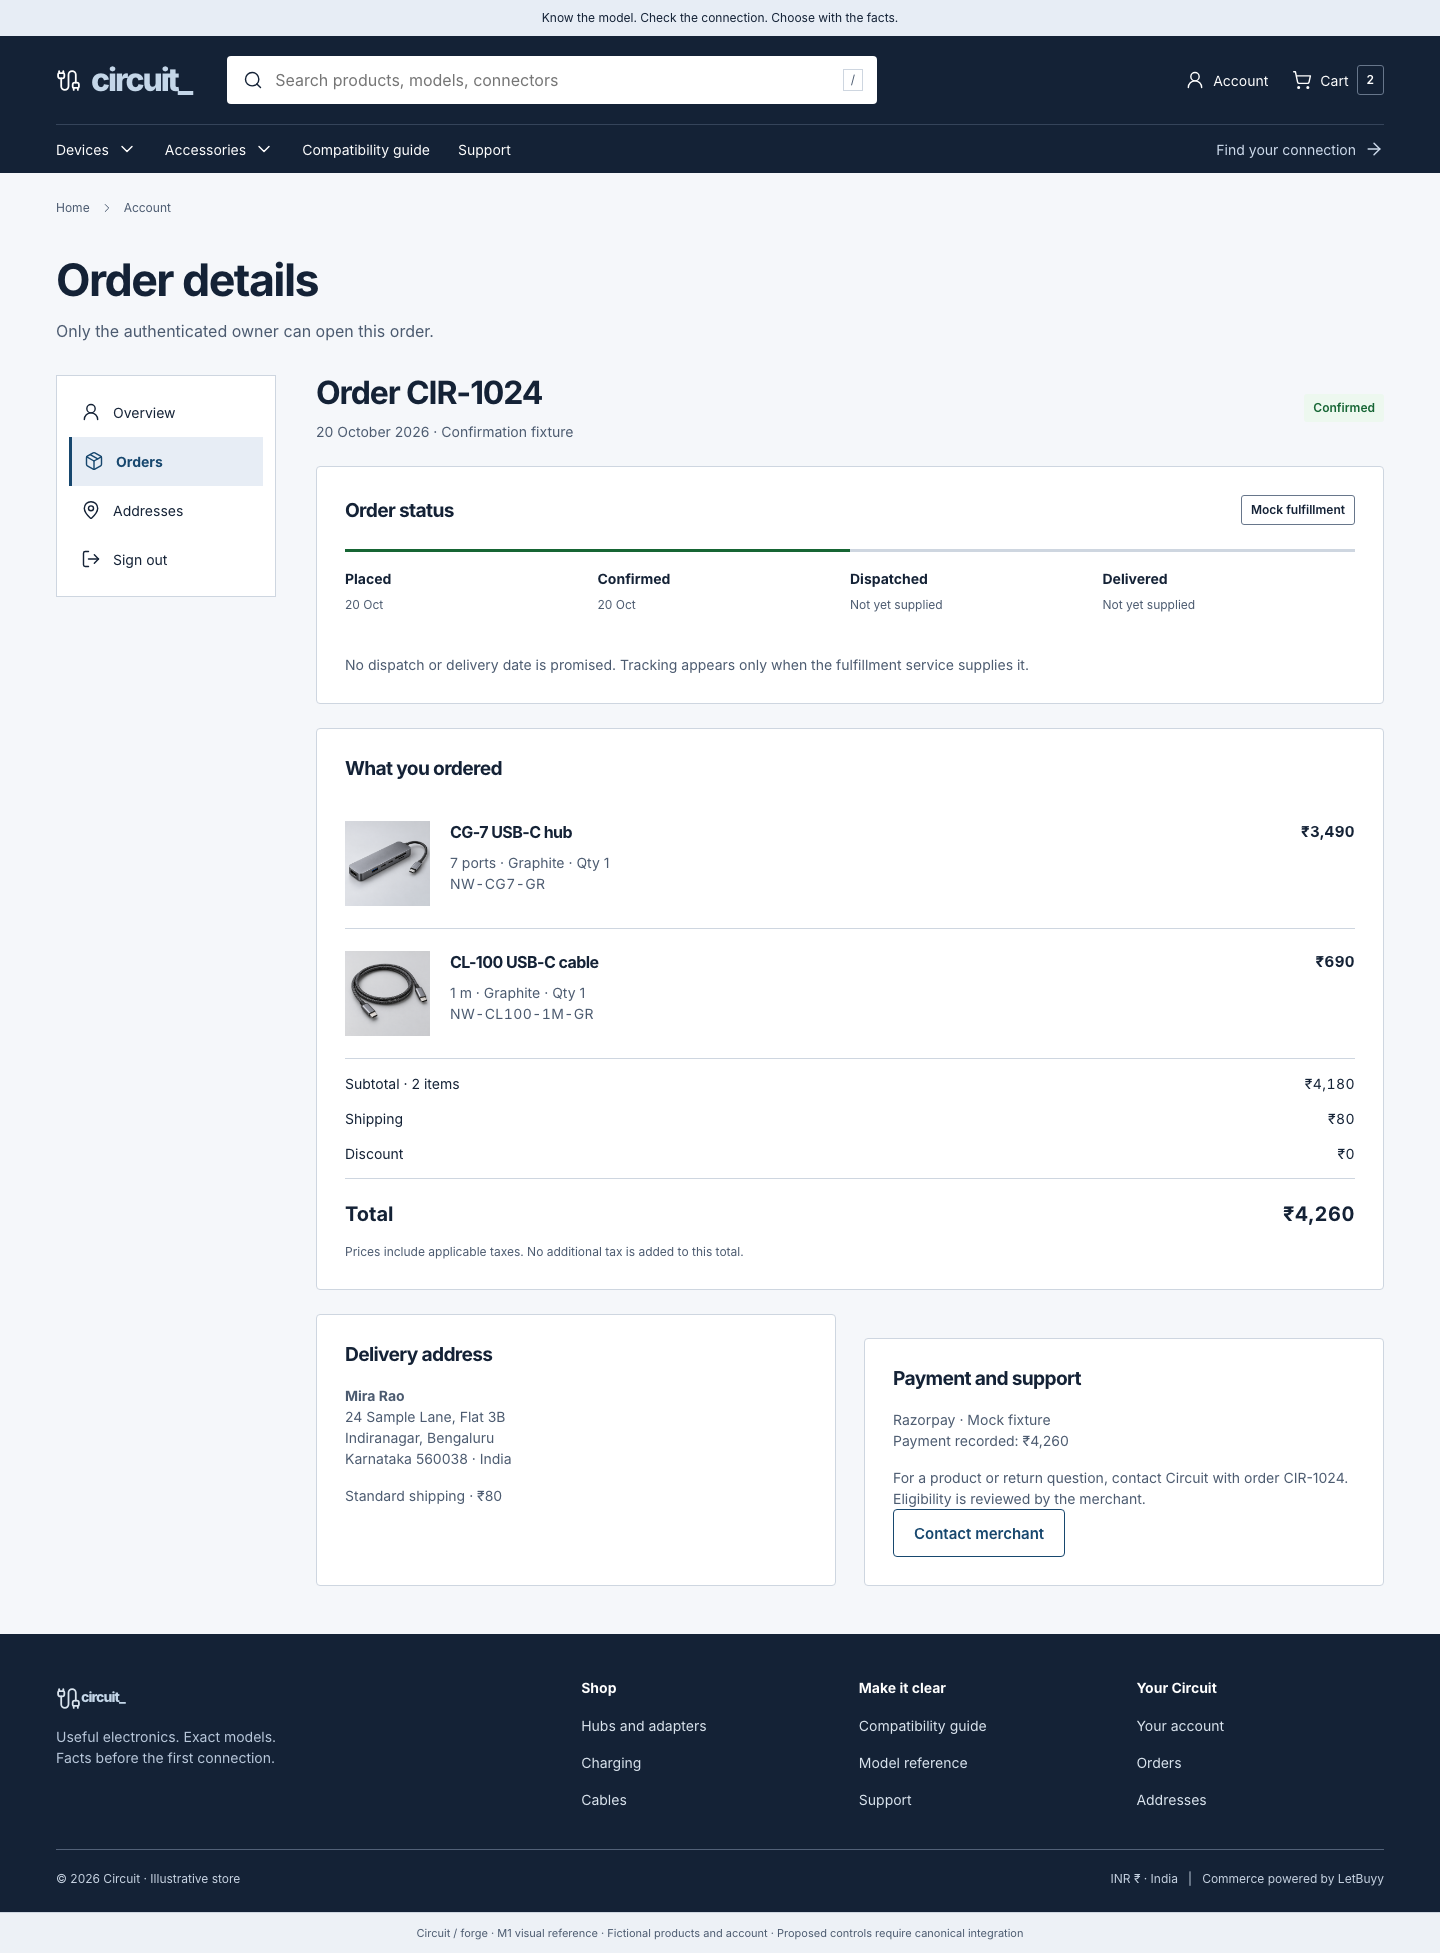 Know the model. Check the connection. Choose with the facts.
circuit_
Search products, models, connectors
/
Account
Cart
2
Devices
Accessories
Compatibility guide
Support
Find your connection
Home
Account
Order details
Only the authenticated owner can open this order.
Overview
Orders
Addresses
Sign out
Order CIR-1024
20 October 2026 · Confirmation fixture
Confirmed
Order status
Mock fulfillment
Placed
20 Oct
Confirmed
20 Oct
Dispatched
Not yet supplied
Delivered
Not yet supplied
No dispatch or delivery date is promised. Tracking appears only when the fulfillment service supplies it.
What you ordered
CG-7 USB-C hub
₹3,490
7 ports · Graphite · Qty 1
NW-CG7-GR
CL-100 USB-C cable
₹690
1 m · Graphite · Qty 1
NW-CL100-1M-GR
Subtotal · 2 items
₹4,180
Shipping
₹80
Discount
₹0
Total
₹4,260
Prices include applicable taxes. No additional tax is added to this total.
Delivery address
Mira Rao
24 Sample Lane, Flat 3B
Indiranagar, Bengaluru
Karnataka 560038 · India
Standard shipping · ₹80
Payment and support
Razorpay · Mock fixture
Payment recorded: ₹4,260
For a product or return question, contact Circuit with order CIR-1024.
Eligibility is reviewed by the merchant.
Contact merchant
circuit_
Useful electronics. Exact models.
Facts before the first connection.
Shop
Hubs and adapters
Charging
Cables
Make it clear
Compatibility guide
Model reference
Support
Your Circuit
Your account
Orders
Addresses
© 2026 Circuit · Illustrative store
INR ₹ · India | Commerce powered by LetBuyy
Circuit / forge · M1 visual reference · Fictional products and account · Proposed controls require canonical integration